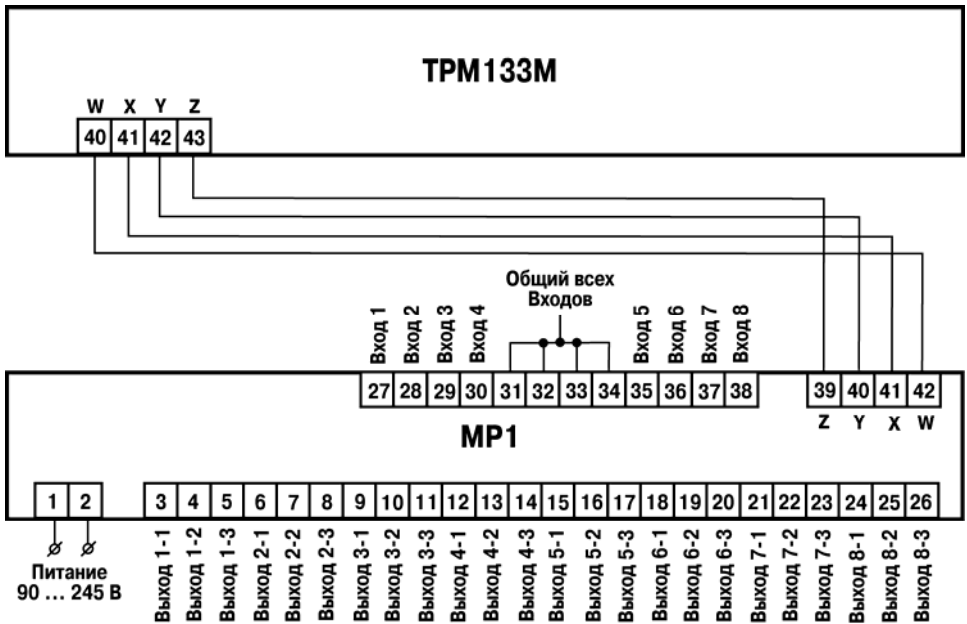 ТРМ133М
W X Y Z
40 41 42 43
Общий всех
Входов
Вход 1
Вход 2
Вход 3
Вход 4
Вход 5
Вход 6
Вход 7
Вход 8
27 28 29 30 31 32 33 34 35 36 37 38
39 40 41 42
Z Y X W
МР1
1 2
3 4 5 6 7 8 9 10 11 12 13 14 15 16 17 18 19 20 21 22 23 24 25 26
Питание
90 ... 245 В
Выход 1-1
Выход 1-2
Выход 1-3
Выход 2-1
Выход 2-2
Выход 2-3
Выход 3-1
Выход 3-2
Выход 3-3
Выход 4-1
Выход 4-2
Выход 4-3
Выход 5-1
Выход 5-2
Выход 5-3
Выход 6-1
Выход 6-2
Выход 6-3
Выход 7-1
Выход 7-2
Выход 7-3
Выход 8-1
Выход 8-2
Выход 8-3